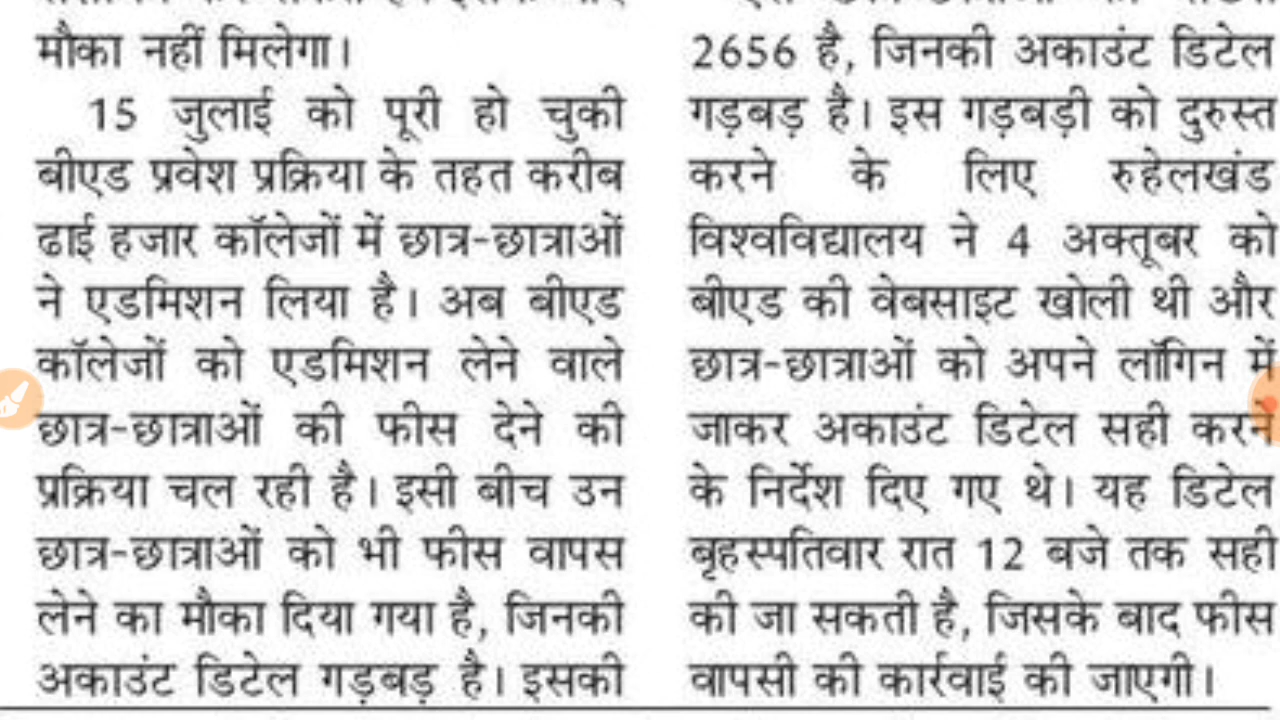 मौका नहीं मिलेगा।
15 जुलाई को पूरी हो चुकी
बीएड प्रवेश प्रक्रिया के तहत करीब
ढाई हजार कॉलेजों में छात्र-छात्राओं
ने एडमिशन लिया है। अब बीएड
कॉलेजों को एडमिशन लेने वाले
छात्र-छात्राओं की फीस देने की
प्रक्रिया चल रही है। इसी बीच उन
छात्र-छात्राओं को भी फीस वापस
लेने का मौका दिया गया है, जिनकी
अकाउंट डिटेल गड़बड़ है। इसकी
2656 है, जिनकी अकाउंट डिटेल
गड़बड़ है। इस गड़बड़ी को दुरुस्त
करने के लिए रुहेलखंड
विश्वविद्यालय ने 4 अक्तूबर को
बीएड की वेबसाइट खोली थी और
छात्र-छात्राओं को अपने लॉगिन में
जाकर अकाउंट डिटेल सही करने
के निर्देश दिए गए थे। यह डिटेल
बृहस्पतिवार रात 12 बजे तक सही
की जा सकती है, जिसके बाद फीस
वापसी की कार्रवाई की जाएगी।